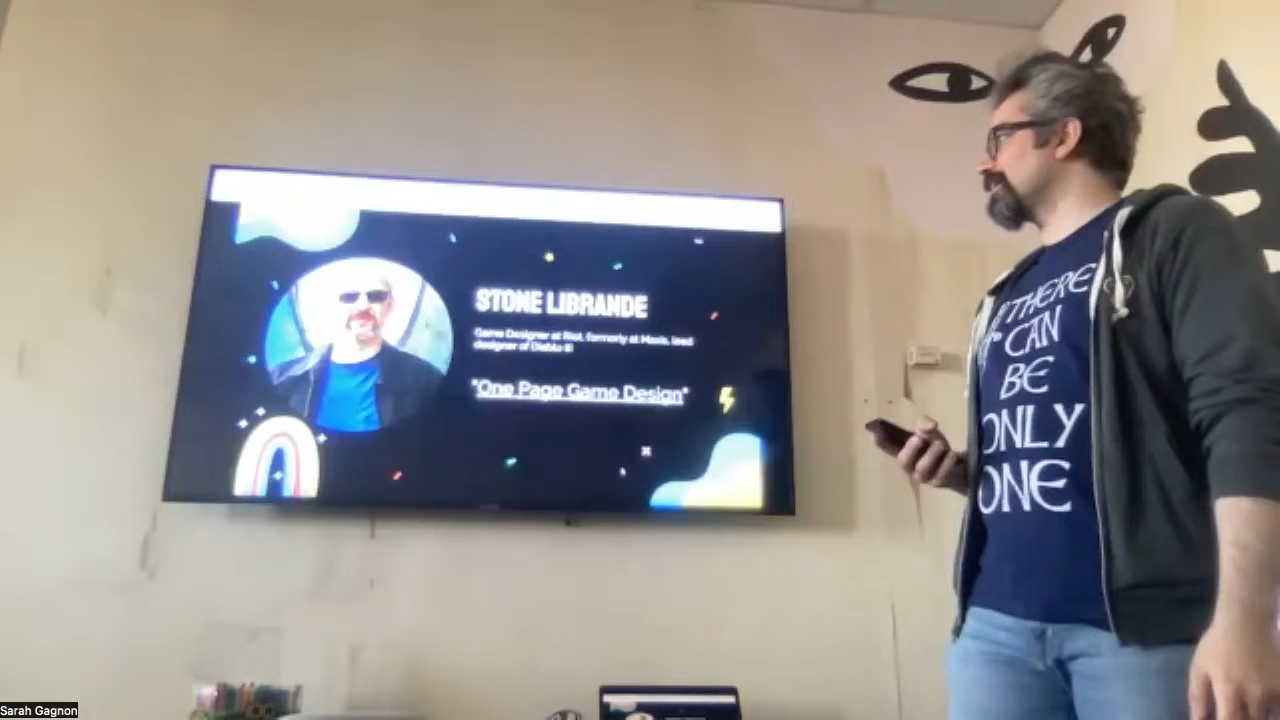 STONE LIBRANDE
Game Designer at Riot, formerly at Maxis, lead
designer of Diablo III
"One Page Game Design"
THERE
CAN
BE
ONLY
ONE
Sarah Gagnon